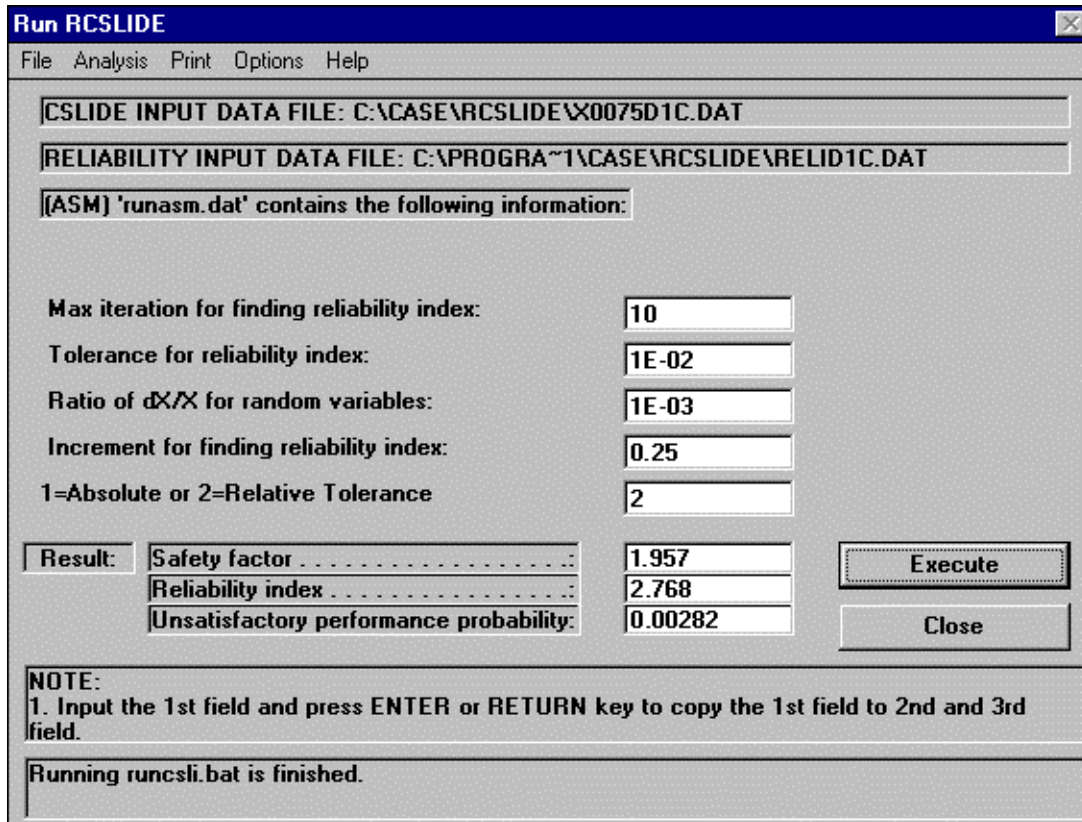 Run RCSLIDE
File Analysis Print Options Help
CSLIDE INPUT DATA FILE: C:\CASE\RCSLIDE\X0075D1C.DAT
RELIABILITY INPUT DATA FILE: C:\PROGRA~1\CASE\RCSLIDE\RELID1C.DAT
(ASM) 'runasm.dat' contains the following information:
Max iteration for finding reliability index: 10
Tolerance for reliability index: 1E-02
Ratio of dX/X for random variables: 1E-03
Increment for finding reliability index: 0.25
1=Absolute or 2=Relative Tolerance 2
Result: Safety factor . . . . . . . . . . . . . . . . . .: 1.957 Execute
Reliability index . . . . . . . . . . . . . . . .: 2.768
Unsatisfactory performance probability: 0.00282 Close
NOTE:
1. Input the 1st field and press ENTER or RETURN key to copy the 1st field to 2nd and 3rd
field.
Running runcsli.bat is finished.